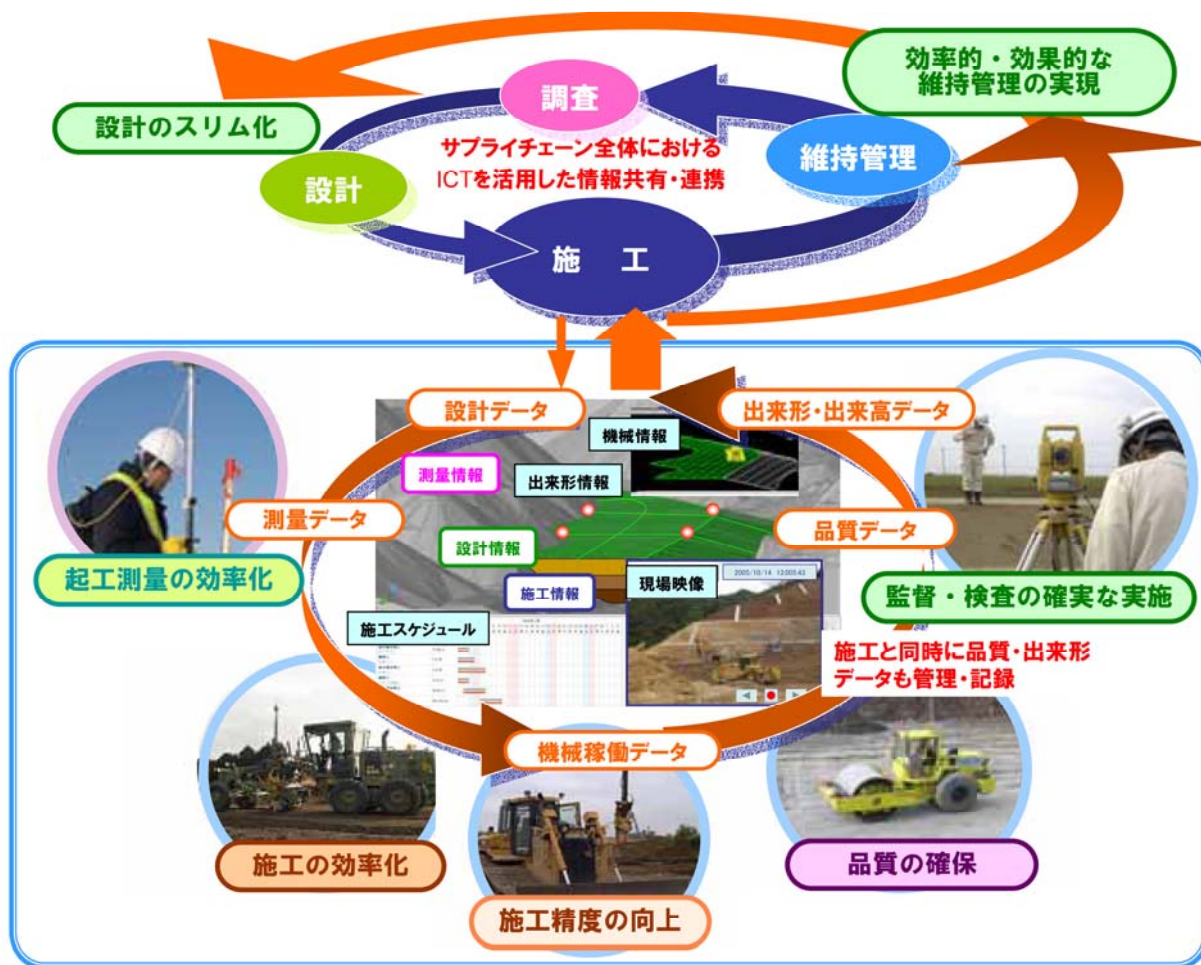 効率的・効果的な
維持管理の実現
調査
設計のスリム化
サプライチェーン全体における
ICTを活用した情報共有・連携
維持管理
設計
施 工
設計データ
出来形・出来高データ
機械情報
測量情報
出来形情報
測量データ
品質データ
設計情報
現場映像
2005/10/14 13:00:43
起工測量の効率化
施工情報
監督・検査の確実な実施
施工スケジュール
施工と同時に品質・出来形
データも管理・記録
機械稼働データ
施工の効率化
品質の確保
施工精度の向上